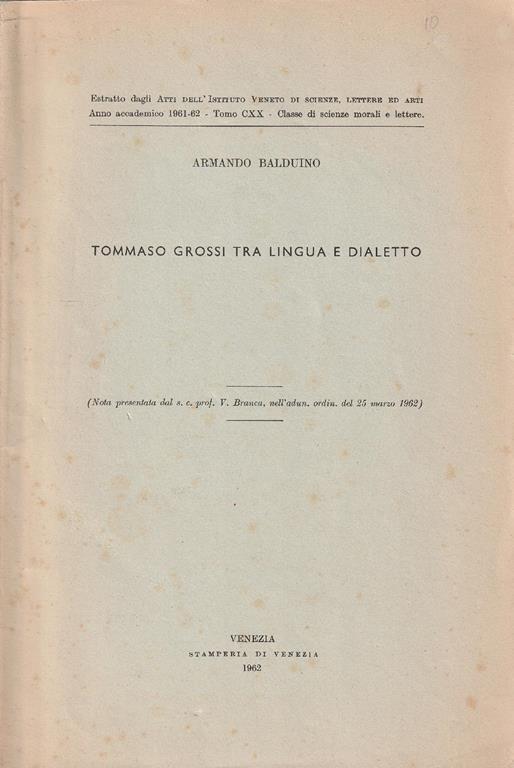 10
Estratto dagli ATTI DELL'ISTITUTO VENETO DI SCIENZE, LETTERE ED ARTI
Anno accademico 1961-62 - Tomo CXX - Classe di scienze morali e lettere.
ARMANDO BALDUINO
TOMMASO GROSSI TRA LINGUA E DIALETTO
(Nota presentata dal s. c. prof. V. Branca, nell'adun. ordin. del 25 marzo 1962)
VENEZIA
STAMPERIA DI VENEZIA
1962